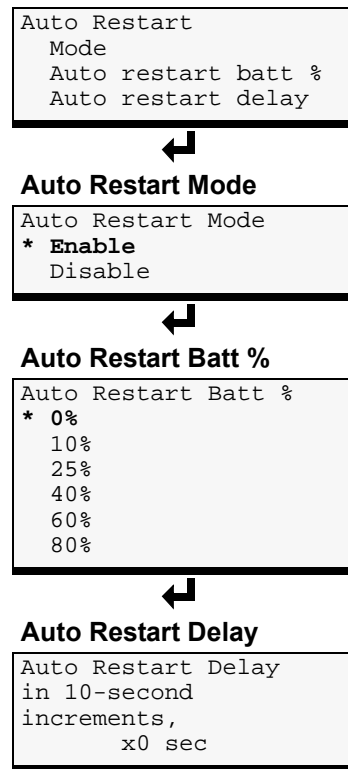 Auto Restart
Mode
Auto restart batt %
Auto restart delay
Auto Restart Mode
Auto Restart Mode
* Enable
Disable
Auto Restart Batt %
Auto Restart Batt %
* 0%
10%
25%
40%
60%
80%
Auto Restart Delay
Auto Restart Delay
in 10-second
increments,
x0 sec